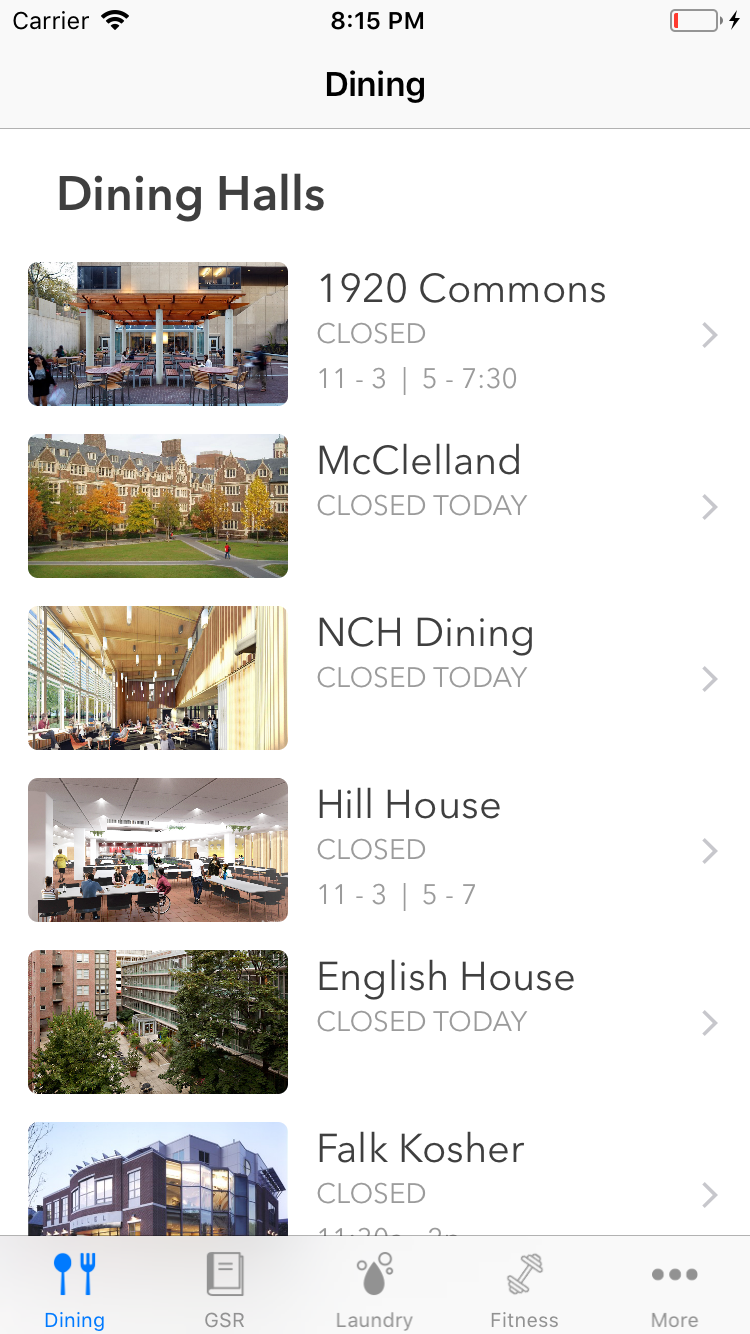 Carrier 8:15 PM
Dining
Dining Halls
1920 Commons
CLOSED
11 - 3 | 5 - 7:30
McClelland
CLOSED TODAY
NCH Dining
CLOSED TODAY
Hill House
CLOSED
11 - 3 | 5 - 7
English House
CLOSED TODAY
Falk Kosher
CLOSED
Dining GSR Laundry Fitness More